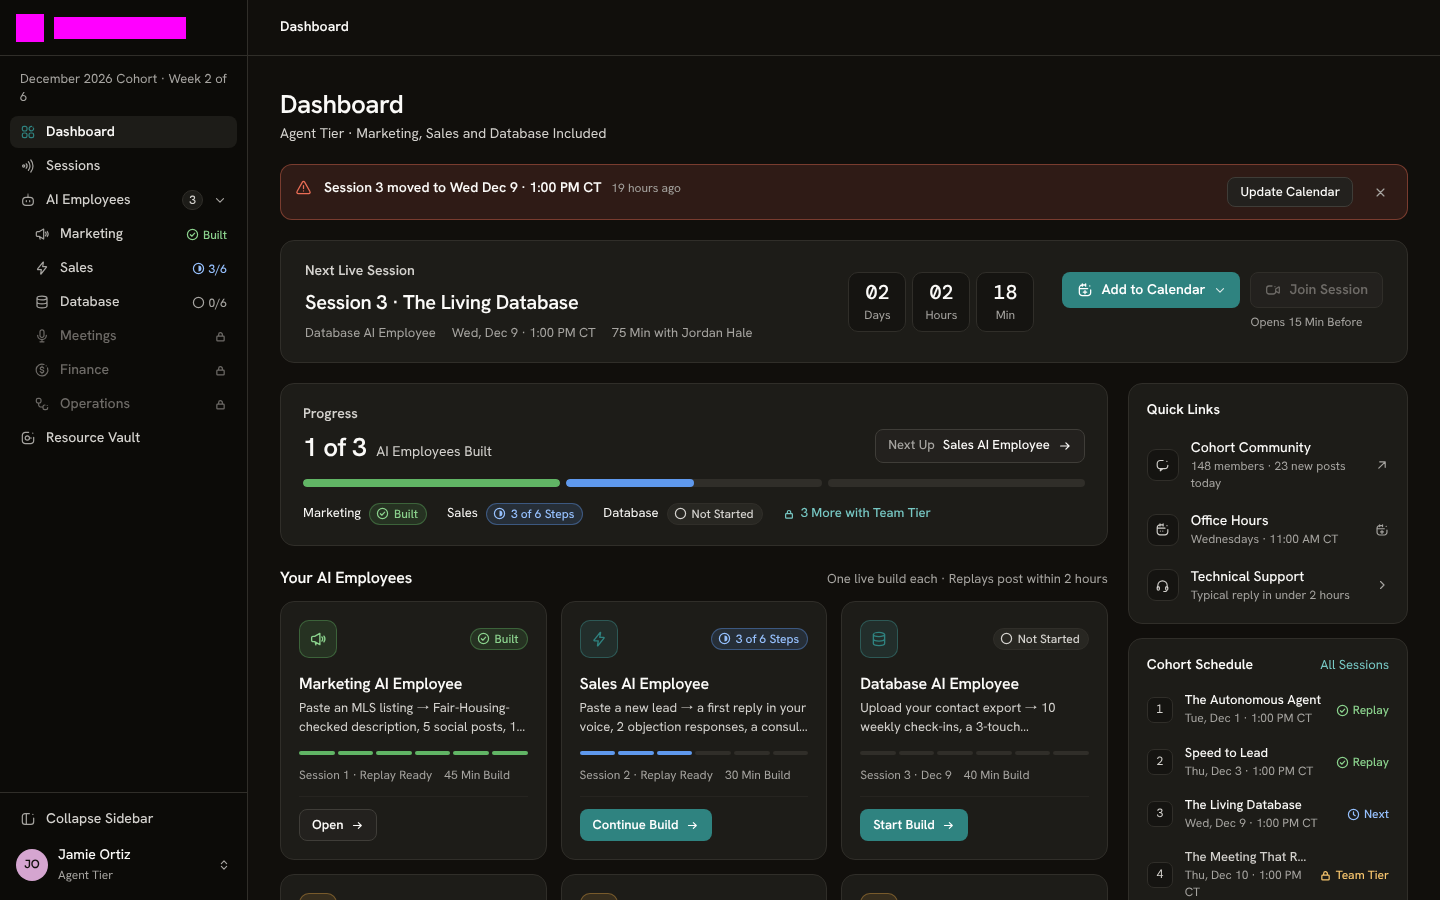 Dashboard
December 2026 Cohort · Week 2 of
6
Dashboard
Sessions
AI Employees 3
Marketing Built
Sales 3/6
Database 0/6
Meetings
Finance
Operations
Resource Vault
Collapse Sidebar
JO Jamie Ortiz
Agent Tier
Dashboard
Agent Tier · Marketing, Sales and Database Included
Session 3 moved to Wed Dec 9 · 1:00 PM CT 19 hours ago Update Calendar
Next Live Session
Session 3 · The Living Database
Database AI Employee Wed, Dec 9 · 1:00 PM CT 75 Min with Jordan Hale
02 Days
02 Hours
18 Min
Add to Calendar
Join Session
Opens 15 Min Before
Progress
1 of 3 AI Employees Built
Next Up Sales AI Employee →
Marketing Built Sales 3 of 6 Steps Database Not Started 3 More with Team Tier
Your AI Employees
One live build each · Replays post within 2 hours
Built
Marketing AI Employee
Paste an MLS listing → Fair-Housing-
checked description, 5 social posts, 1...
Session 1 · Replay Ready 45 Min Build
Open →
3 of 6 Steps
Sales AI Employee
Paste a new lead → a first reply in your
voice, 2 objection responses, a consul...
Session 2 · Replay Ready 30 Min Build
Continue Build →
Not Started
Database AI Employee
Upload your contact export → 10
weekly check-ins, a 3-touch...
Session 3 · Dec 9 40 Min Build
Start Build →
Quick Links
Cohort Community
148 members · 23 new posts
today
Office Hours
Wednesdays · 11:00 AM CT
Technical Support
Typical reply in under 2 hours
Cohort Schedule All Sessions
1 The Autonomous Agent
Tue, Dec 1 · 1:00 PM CT Replay
2 Speed to Lead
Thu, Dec 3 · 1:00 PM CT Replay
3 The Living Database
Wed, Dec 9 · 1:00 PM CT Next
4 The Meeting That R...
Thu, Dec 10 · 1:00 PM
CT
Team Tier